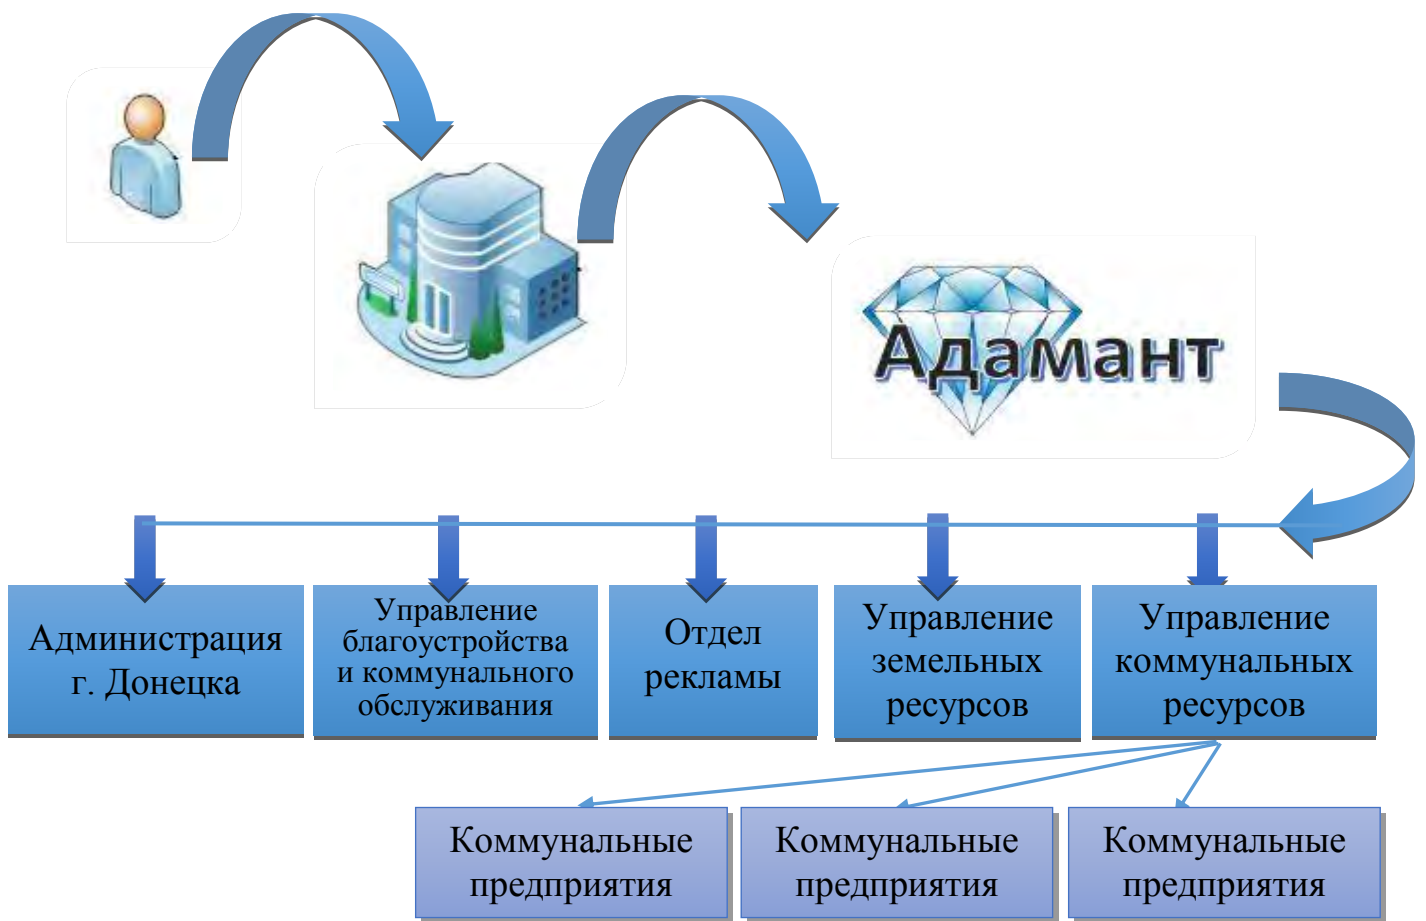 Адамант
Администрация
г. Донецка
Управление
благоустройства
и коммунального
обслуживания
Отдел
рекламы
Управление
земельных
ресурсов
Управление
коммунальных
ресурсов
Коммунальные
предприятия
Коммунальные
предприятия
Коммунальные
предприятия